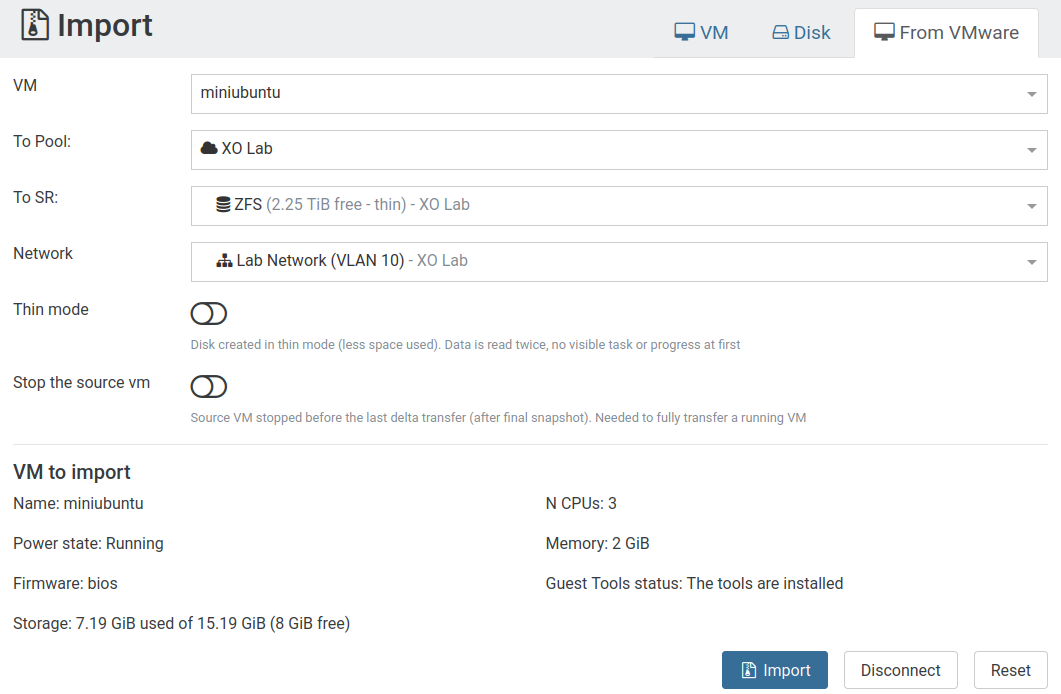 Import
VM
Disk
From VMware
VM
miniubuntu
To Pool:
XO Lab
To SR:
ZFS (2.25 TiB free - thin) - XO Lab
Network
Lab Network (VLAN 10) - XO Lab
Thin mode
Disk created in thin mode (less space used). Data is read twice, no visible task or progress at first
Stop the source vm
Source VM stopped before the last delta transfer (after final snapshot). Needed to fully transfer a running VM
VM to import
Name: miniubuntu
N CPUs: 3
Power state: Running
Memory: 2 GiB
Firmware: bios
Guest Tools status: The tools are installed
Storage: 7.19 GiB used of 15.19 GiB (8 GiB free)
Import
Disconnect
Reset